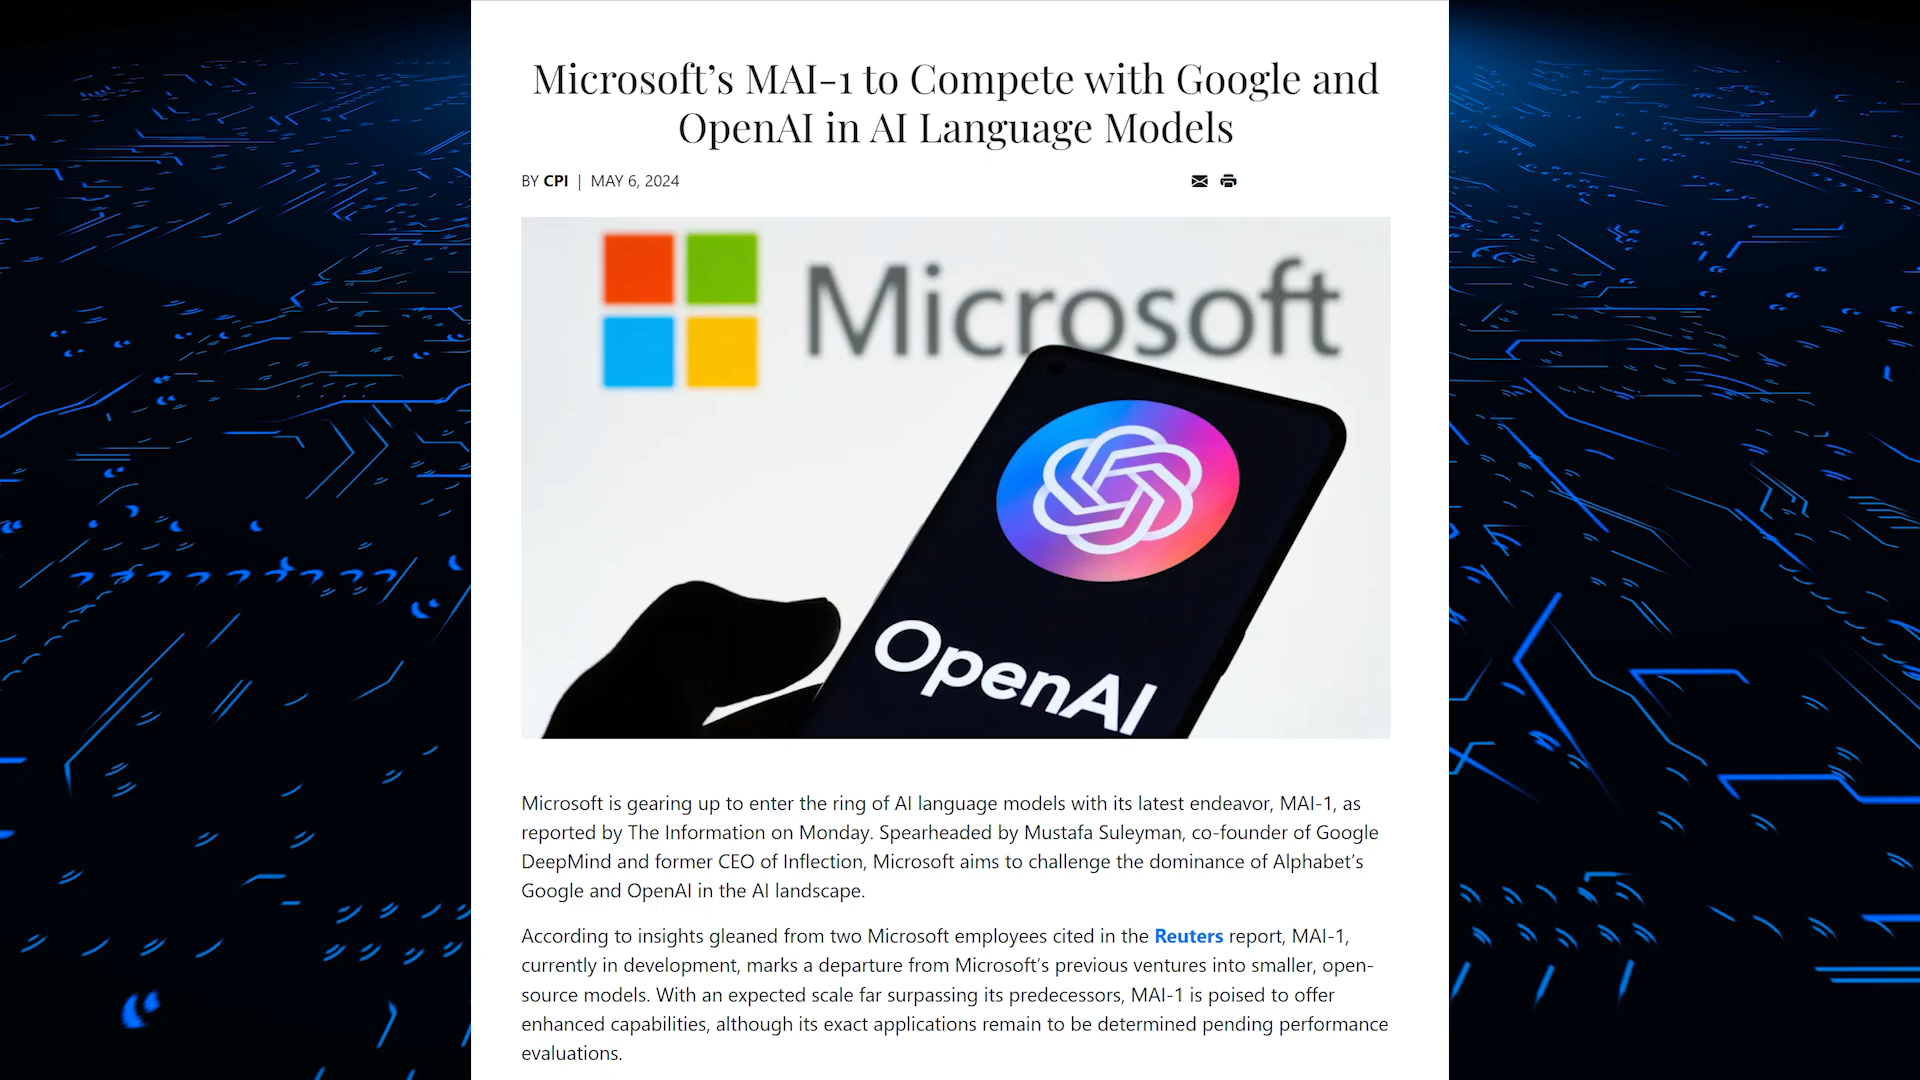 Microsoft’s MAI-1 to Compete with Google and
OpenAI in AI Language Models
BY CPI | MAY 6, 2024
Microsoft
OpenAI
Microsoft is gearing up to enter the ring of AI language models with its latest endeavor, MAI-1, as
reported by The Information on Monday. Spearheaded by Mustafa Suleyman, co-founder of Google
DeepMind and former CEO of Inflection, Microsoft aims to challenge the dominance of Alphabet’s
Google and OpenAI in the AI landscape.
According to insights gleaned from two Microsoft employees cited in the Reuters report, MAI-1,
currently in development, marks a departure from Microsoft’s previous ventures into smaller, open-
source models. With an expected scale far surpassing its predecessors, MAI-1 is poised to offer
enhanced capabilities, although its exact applications remain to be determined pending performance
evaluations.